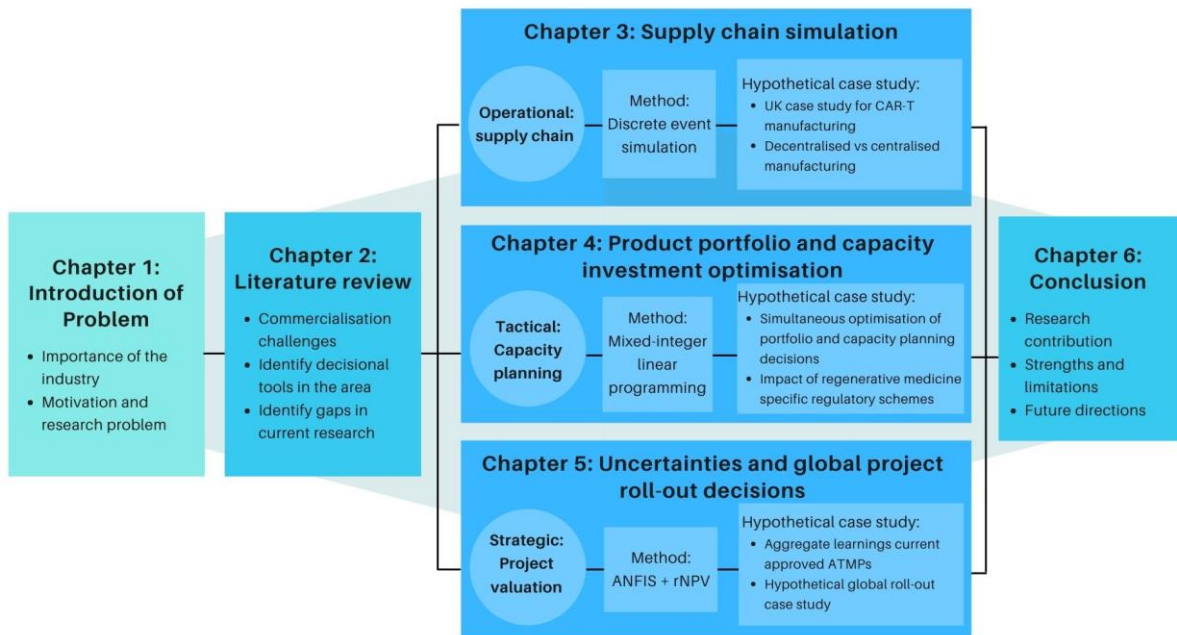 Chapter 1:
Introduction of
Problem
• Importance of the
industry
• Motivation and
research problem
Chapter 2:
Literature review
• Commercialisation
challenges
• Identify decisional
tools in the area
• Identify gaps in
current research
Chapter 3: Supply chain simulation
Operational:
supply chain
Method:
Discrete event
simulation
Hypothetical case study:
• UK case study for CAR-T
manufacturing
• Decentralised vs centralised
manufacturing
Chapter 4: Product portfolio and capacity
investment optimisation
Tactical:
Capacity
planning
Method:
Mixed-integer
linear
programming
Hypothetical case study:
• Simultaneous optimisation of
portfolio and capacity planning
decisions
• Impact of regenerative medicine
specific regulatory schemes
Chapter 5: Uncertainties and global project
roll-out decisions
Strategic:
Project
valuation
Method:
ANFIS + rNPV
Hypothetical case study:
• Aggregate learnings current
approved ATMPs
• Hypothetical global roll-out
case study
Chapter 6:
Conclusion
• Research
contribution
• Strengths and
limitations
• Future directions